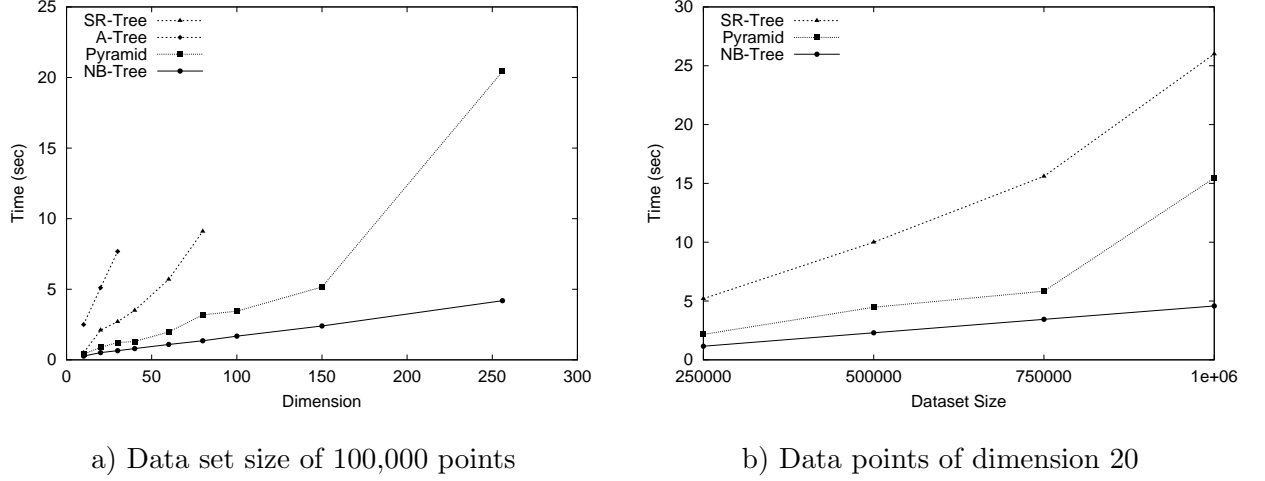 SR-Tree
A-Tree
Pyramid
NB-Tree
25
20
15
10
5
0
Time (sec)
0 50 100 150 200 250 300
Dimension
a) Data set size of 100,000 points
SR-Tree
Pyramid
NB-Tree
30
25
20
15
10
5
0
Time (sec)
250000 500000 750000 1e+06
Dataset Size
b) Data points of dimension 20